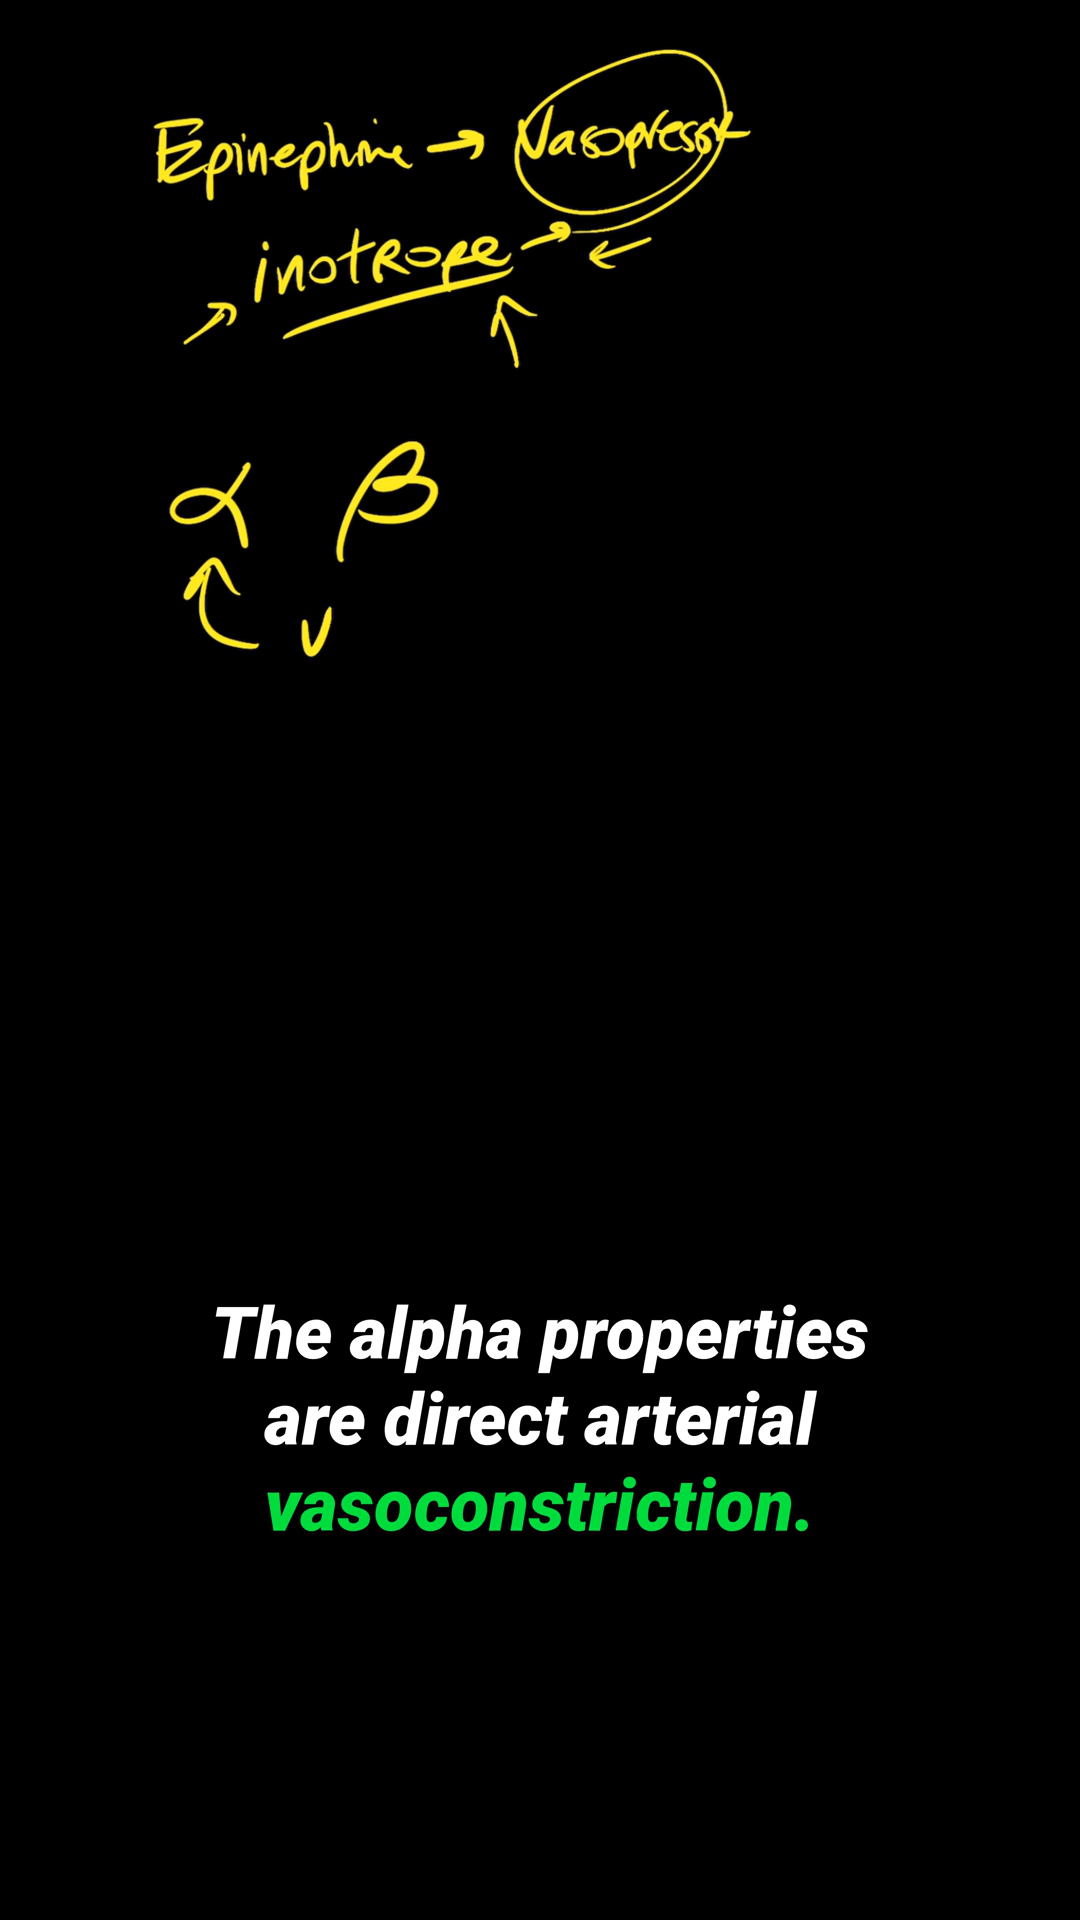 Epinephrine → Vasopressor
inotrope →
α β
v
The alpha properties
are direct arterial
vasoconstriction.